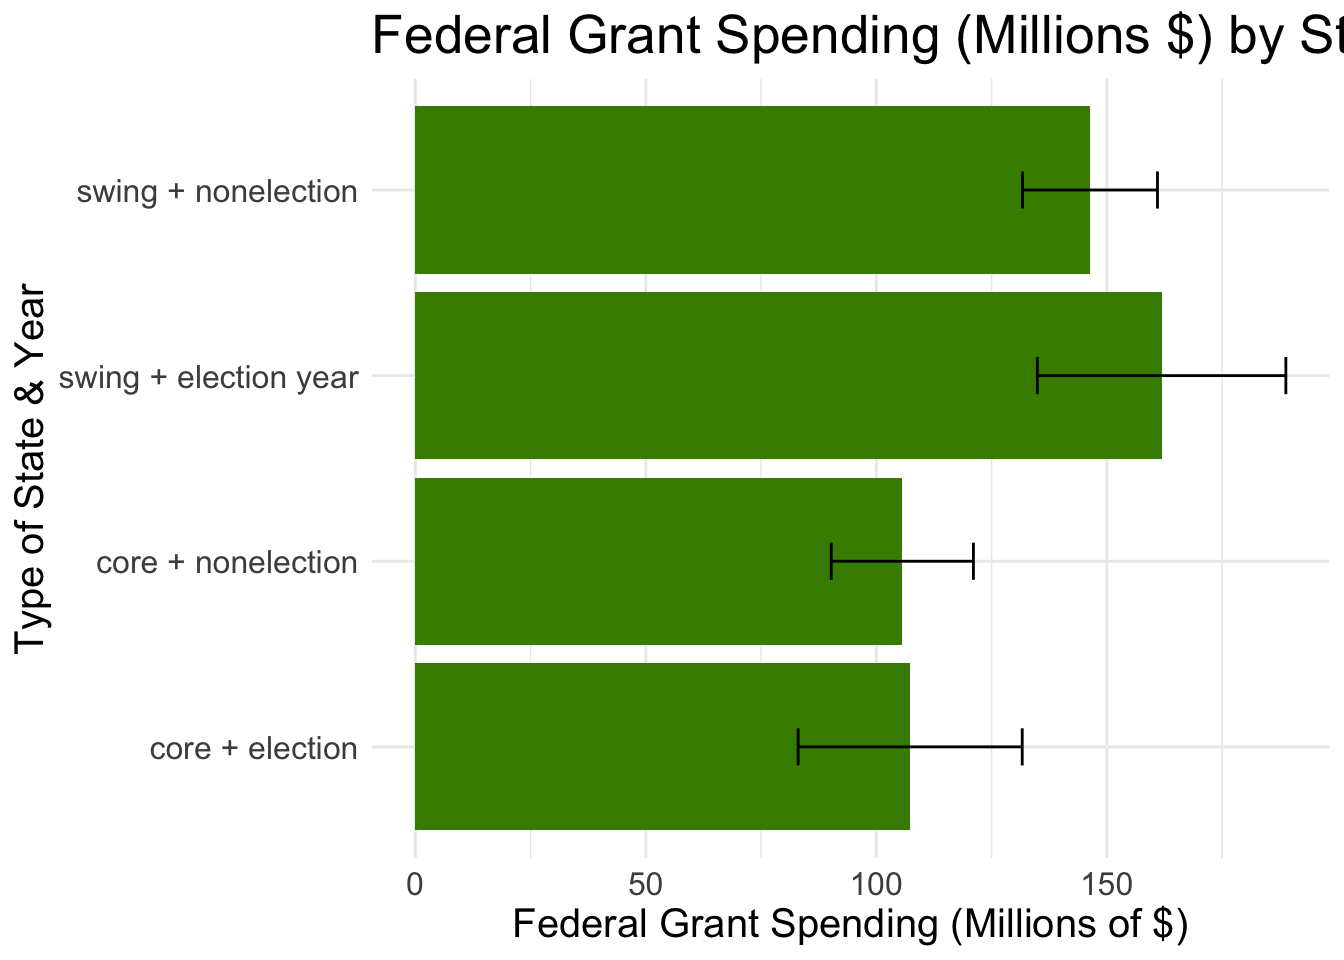 Federal Grant Spending (Millions $) by St
swing + nonelection
swing + election year
core + nonelection
core + election
Type of State & Year
0 50 100 150
Federal Grant Spending (Millions of $)